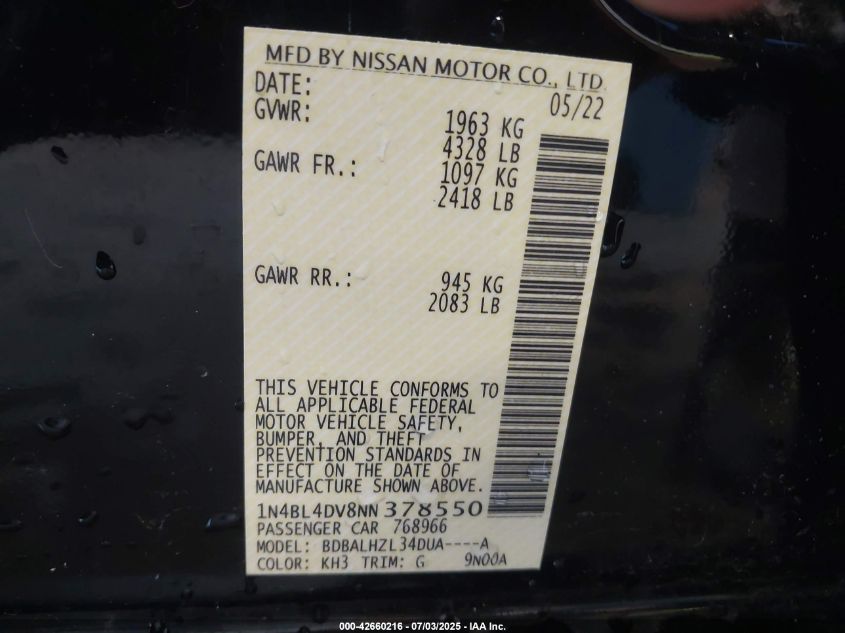 MFD BY NISSAN MOTOR CO., LTD.
DATE: 05/22
GVWR: 1963 KG
4328 LB
GAWR FR.: 1097 KG
2418 LB
GAWR RR.: 945 KG
2083 LB
THIS VEHICLE CONFORMS TO
ALL APPLICABLE FEDERAL
MOTOR VEHICLE SAFETY,
BUMPER, AND THEFT
PREVENTION STANDARDS IN
EFFECT ON THE DATE OF
MANUFACTURE SHOWN ABOVE.
1N4BL4DV8NN378550
PASSENGER CAR 768966
MODEL: BDBALHZL34DUA----A
COLOR: KH3 TRIM: G 9N00A
000-42660216 - 07/03/2025 - IAA Inc.